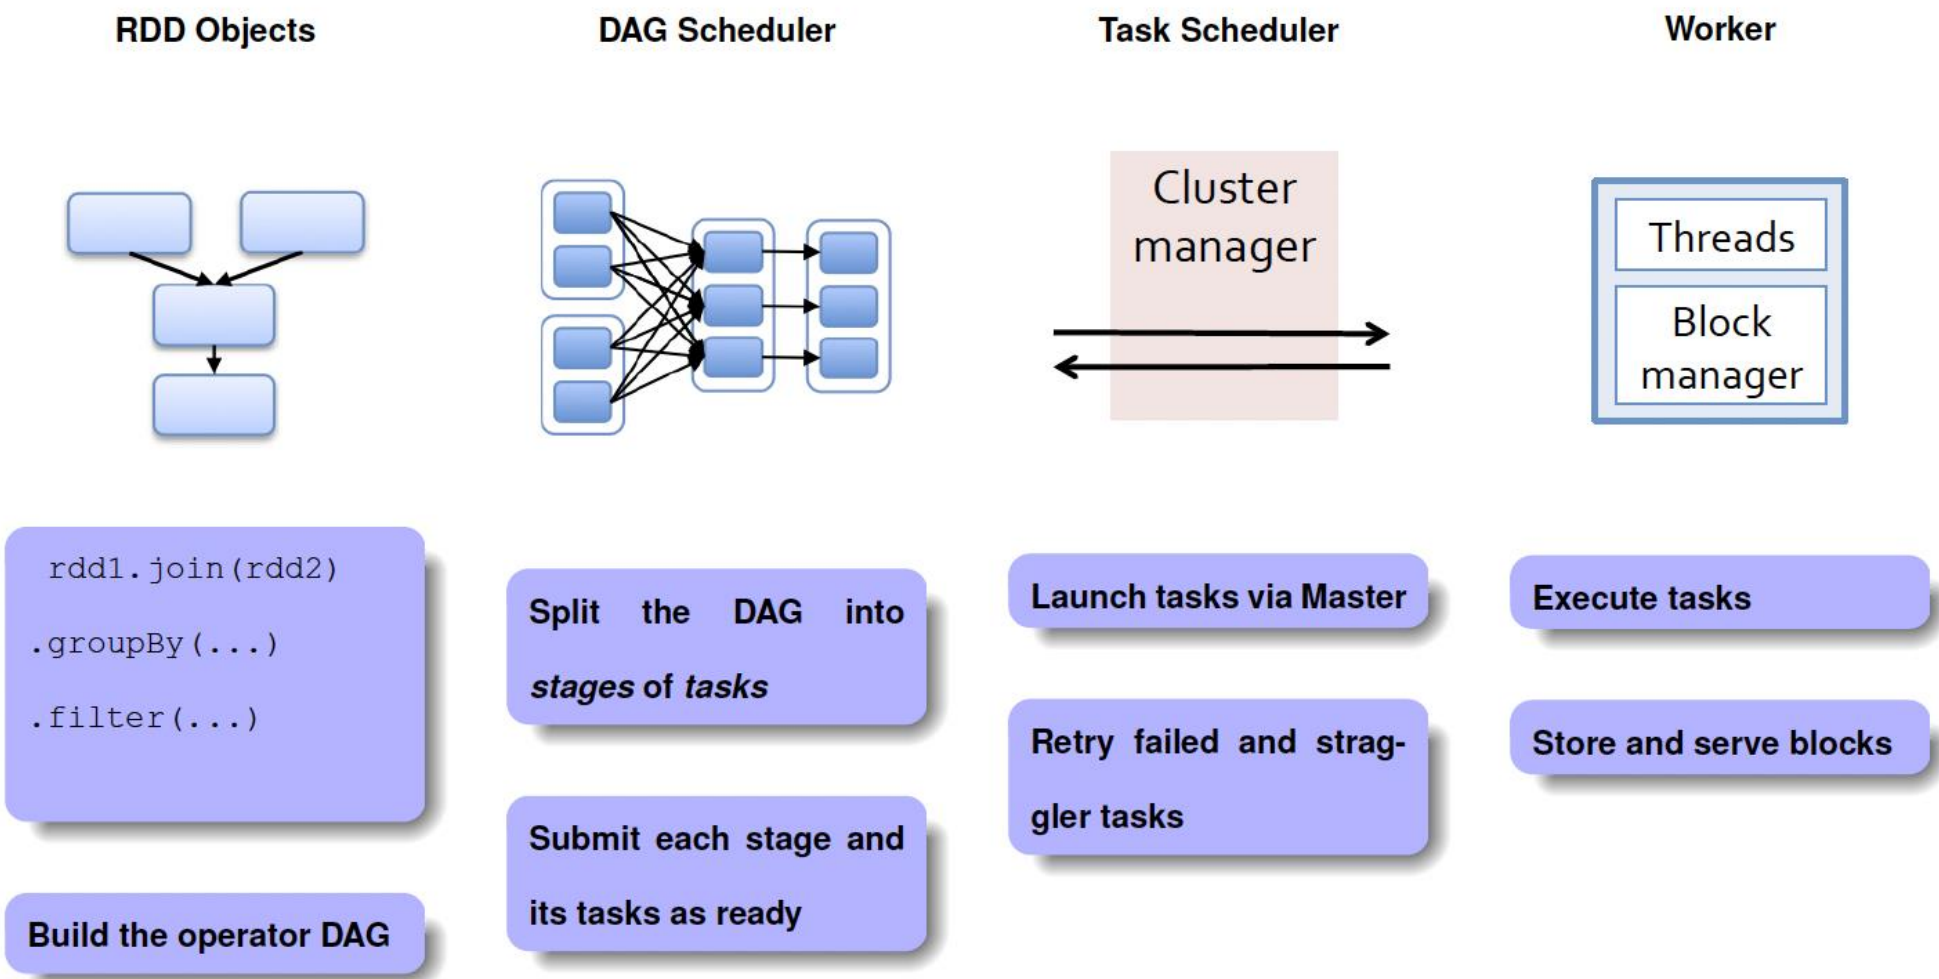 RDD Objects
DAG Scheduler
Task Scheduler
Worker
Cluster
manager
Threads
Block
manager
rdd1.join(rdd2)
.groupBy(...)
.filter(...)
Build the operator DAG
Split the DAG into
stages of tasks
Submit each stage and
its tasks as ready
Launch tasks via Master
Retry failed and strag-
gler tasks
Execute tasks
Store and serve blocks